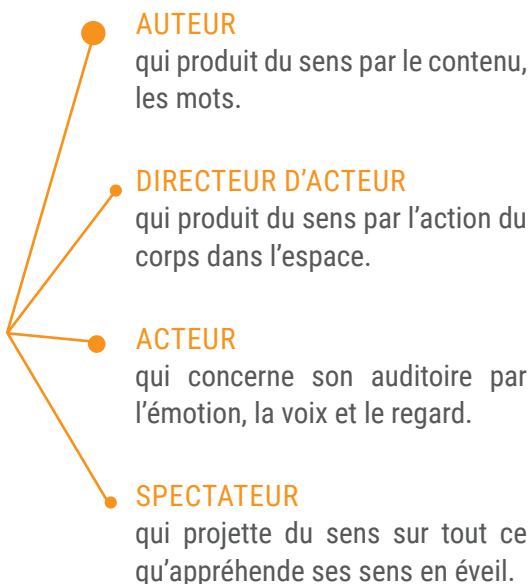 AUTEUR
qui produit du sens par le contenu,
les mots.
DIRECTEUR D’ACTEUR
qui produit du sens par l’action du
corps dans l’espace.
ACTEUR
qui concerne son auditoire par
l’émotion, la voix et le regard.
SPECTATEUR
qui projette du sens sur tout ce
qu’appréhende ses sens en éveil.